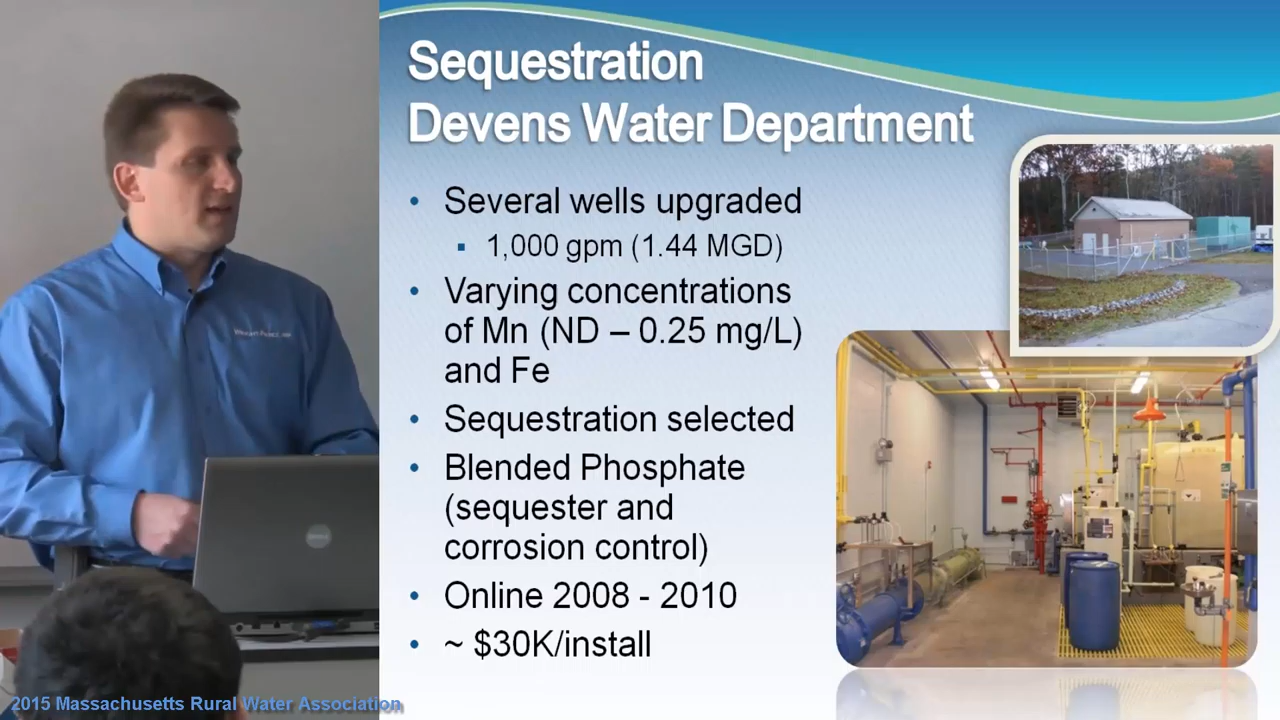 Sequestration
Devens Water Department
• Several wells upgraded
▪ 1,000 gpm (1.44 MGD)
• Varying concentrations
of Mn (ND – 0.25 mg/L)
and Fe
• Sequestration selected
• Blended Phosphate
(sequester and
corrosion control)
• Online 2008 - 2010
• ~ $30K/install
2015 Massachusetts Rural Water Association